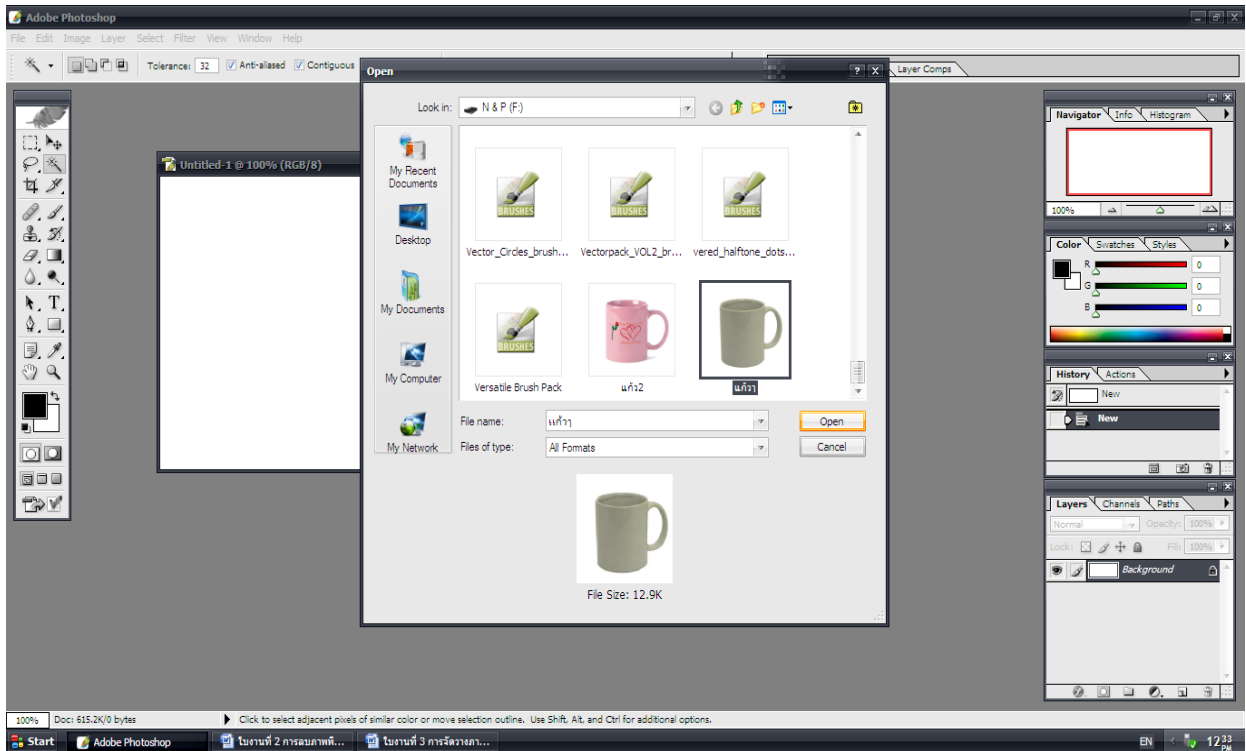 Adobe Photoshop
File Edit Image Layer Select Filter View Window Help
Tolerance: 32 Anti-aliased Contiguous
Layer Comps
Open
Look in: N & P (F:)
My Recent Documents
Desktop
My Documents
My Computer
My Network
BRUSHES BRUSHES BRUSHES
Vector_Circles_brush... Vectorpack_VOL2_br... vered_halftone_dots...
BRUSHES
Versatile Brush Pack แก้ว2 แก้วๅ
File name: แก้วๅ Open
Files of type: All Formats Cancel
File Size: 12.9K
Untitled-1 @ 100% (RGB/8)
Navigator Info Histogram
100%
Color Swatches Styles
R 0
G 0
B 0
History Actions
New
New
Layers Channels Paths
Normal Opacity: 100%
Lock: Fill: 100%
Background
100% Doc: 615.2K/0 bytes Click to select adjacent pixels of similar color or move selection outline. Use Shift, Alt, and Ctrl for additional options.
Start Adobe Photoshop ใบงานที่ 2 การลบภาพที่... ใบงานที่ 3 การจัดวางภา... EN 12:33 PM